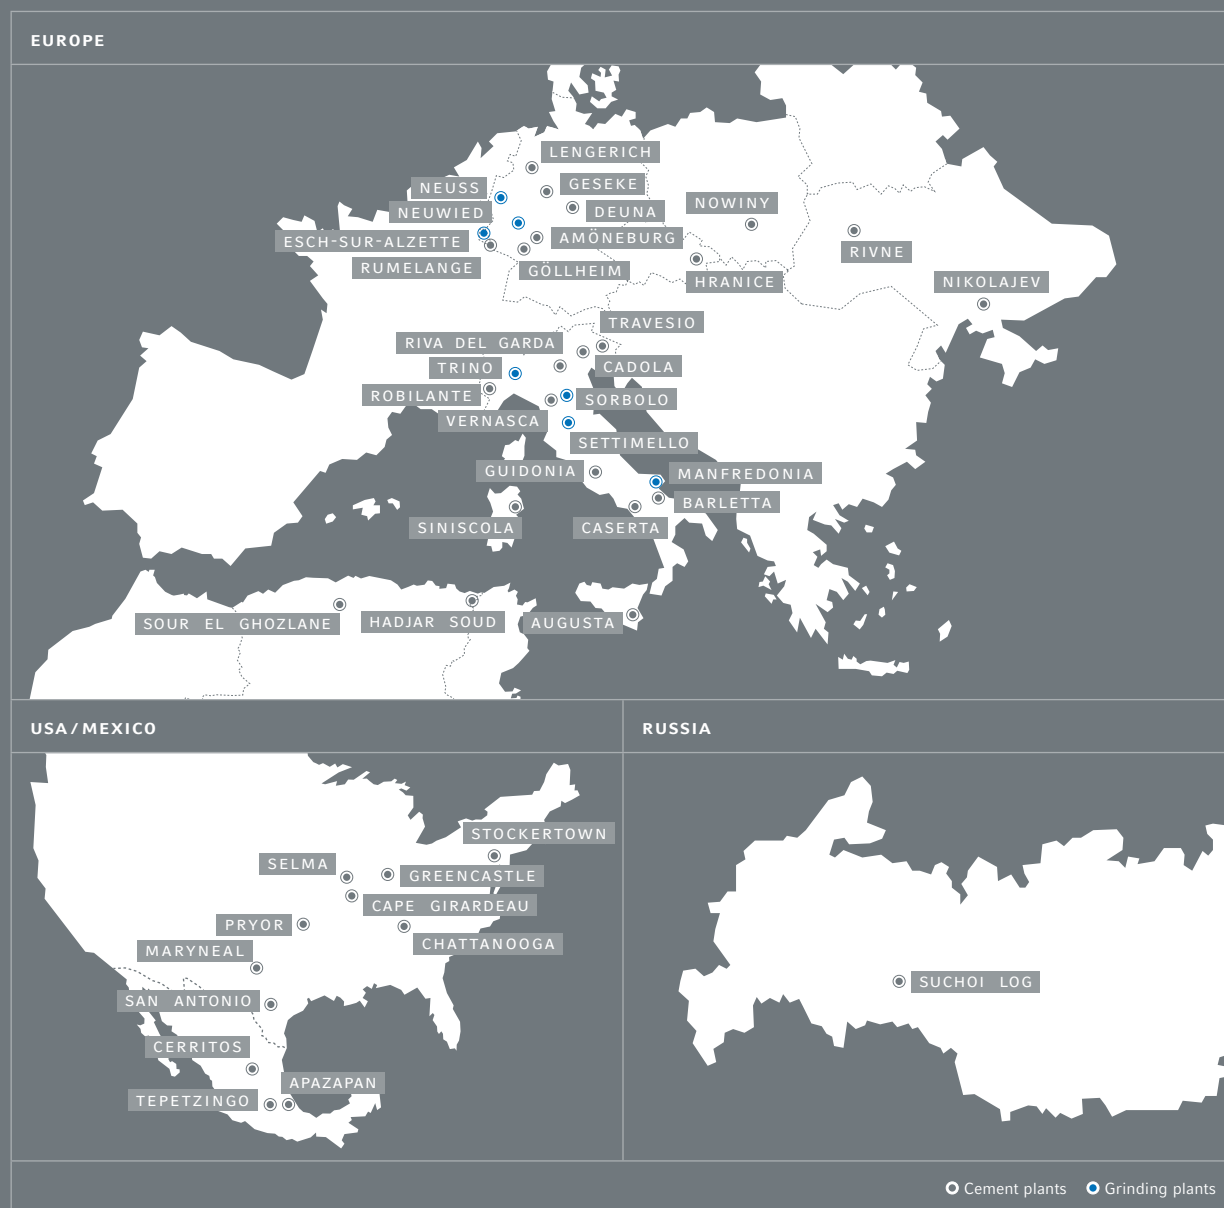 EUROPE
LENGERICH
NEUSS
GESEKE
NEUWIED
DEUNA
NOWINY
ESCH-SUR-ALZETTE
AMÖNEBURG
RIVNE
RUMELANGE
GÖLLHEIM
HRANICE
NIKOLAJEV
TRAVESIO
RIVA DEL GARDA
TRINO
CADOLA
ROBILANTE
SORBOLO
VERNASCA
SETTIMELLO
GUIDONIA
MANFREDONIA
BARLETTA
SINISCOLA
CASERTA
SOUR EL GHOZLANE
HADJAR SOUD
AUGUSTA
USA/MEXICO
STOCKERTOWN
SELMA
GREENCASTLE
CAPE GIRARDEAU
PRYOR
CHATTANOOGA
MARYNEAL
SAN ANTONIO
CERRITOS
APAZAPAN
TEPETZINGO
RUSSIA
SUCHOI LOG
Cement plants
Grinding plants